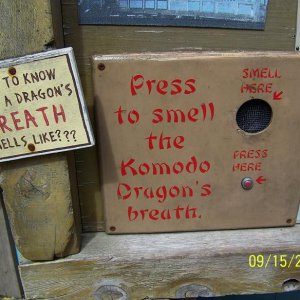 TO KNOW
A DRAGON'S
REATH
ELLS LIKE???
Press
to smell
the
Komodo
Dragon's
breath.
SMELL
HERE
PRESS
HERE
09/15/2